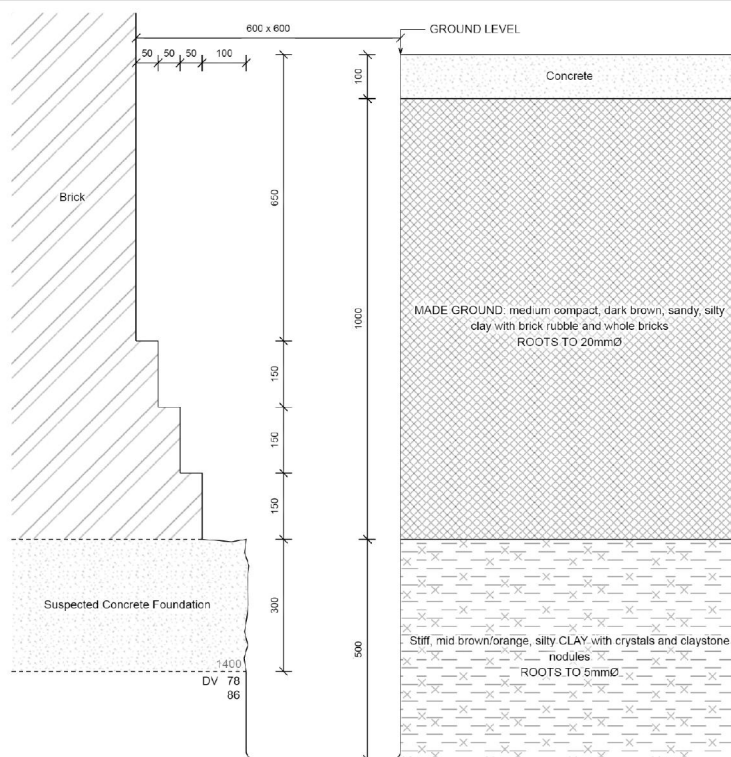 600 x 600
GROUND LEVEL
50 50 50 100
100
Concrete
Brick
650
1000
MADE GROUND: medium compact, dark brown, sandy, silty
clay with brick rubble and whole bricks
ROOTS TO 20mmØ
150
150
150
Suspected Concrete Foundation
300
500
Stiff, mid brown/orange, silty CLAY with crystals and claystone
nodules
ROOTS TO 5mmØ
1400
DV 78
86